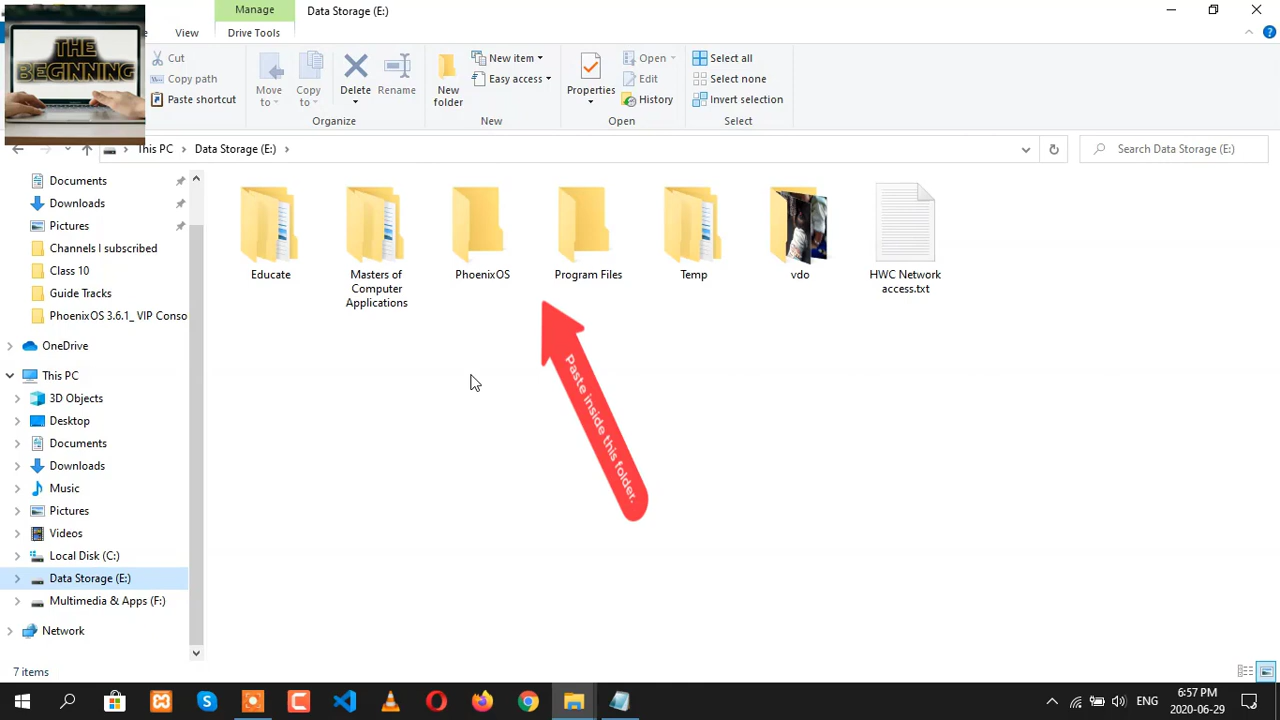 Manage
Data Storage (E:)
View
Drive Tools
THE
BEGINNING
Cut
Copy path
Paste shortcut
Move
to
Copy
to
Delete
Rename
New
folder
New item
Easy access
Properties
Open
Edit
History
Select all
Select none
Invert selection
Organize
New
Open
Select
This PC
Data Storage (E:)
Search Data Storage (E:)
Documents
Downloads
Pictures
Channels I subscribed
Class 10
Guide Tracks
PhoenixOS 3.6.1_ VIP Conso
OneDrive
This PC
3D Objects
Desktop
Documents
Downloads
Music
Pictures
Videos
Local Disk (C:)
Data Storage (E:)
Multimedia & Apps (F:)
Network
Educate
Masters of
Computer
Applications
PhoenixOS
Program Files
Temp
vdo
HWC Network
access.txt
Paste inside this folder.
7 items
ENG
6:57 PM
2020-06-29